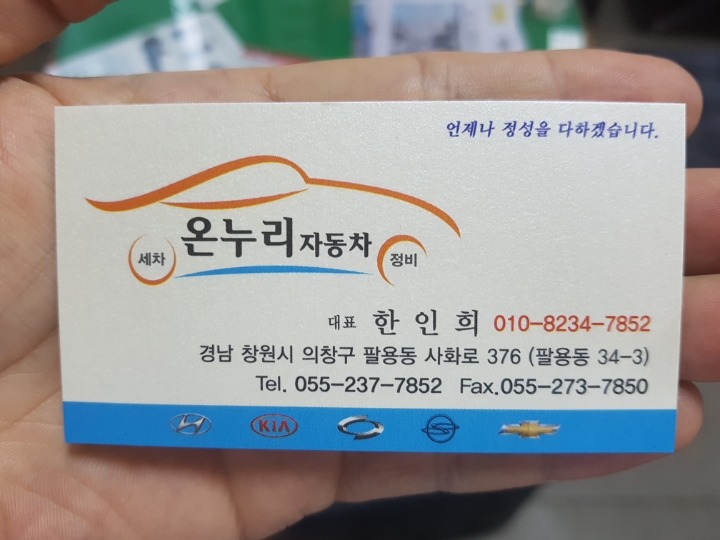 언제나 정성을 다하겠습니다.
세차 온누리자동차 정비
대표 한인희 010-8234-7852
경남 창원시 의창구 팔용동 사화로 376 (팔용동 34-3)
Tel. 055-237-7852 Fax.055-273-7850
KIA